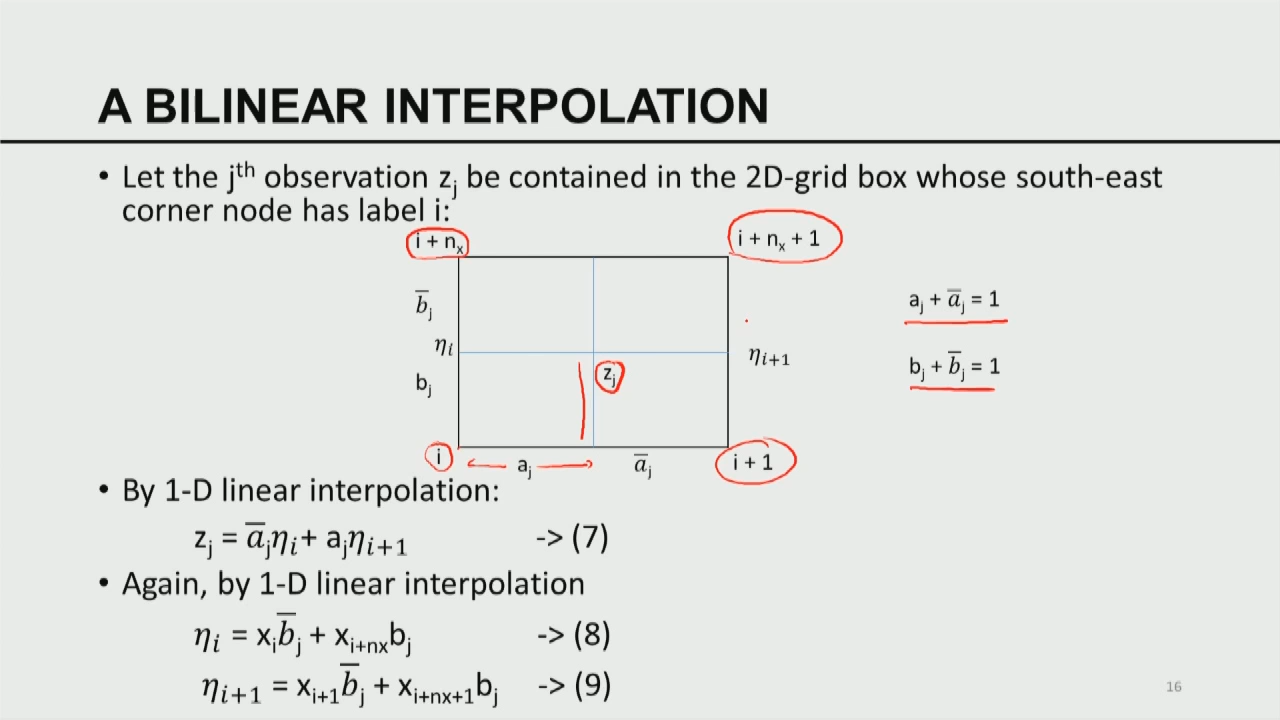 A BILINEAR INTERPOLATION
• Let the jᵗʰ observation zⱼ be contained in the 2D-grid box whose south-east
corner node has label i:
i + nₓ
i + nₓ + 1
b̅ⱼ
aⱼ + a̅ⱼ = 1
ηᵢ
ηᵢ₊₁
zⱼ
bⱼ + b̅ⱼ = 1
bⱼ
i
aⱼ
a̅ⱼ
i + 1
• By 1-D linear interpolation:
zⱼ = a̅ⱼηᵢ + aⱼηᵢ₊₁ -> (7)
• Again, by 1-D linear interpolation
ηᵢ = xᵢb̅ⱼ + xᵢ₊ₙₓbⱼ -> (8)
ηᵢ₊₁ = xᵢ₊₁b̅ⱼ + xᵢ₊ₙₓ₊₁bⱼ -> (9)
16